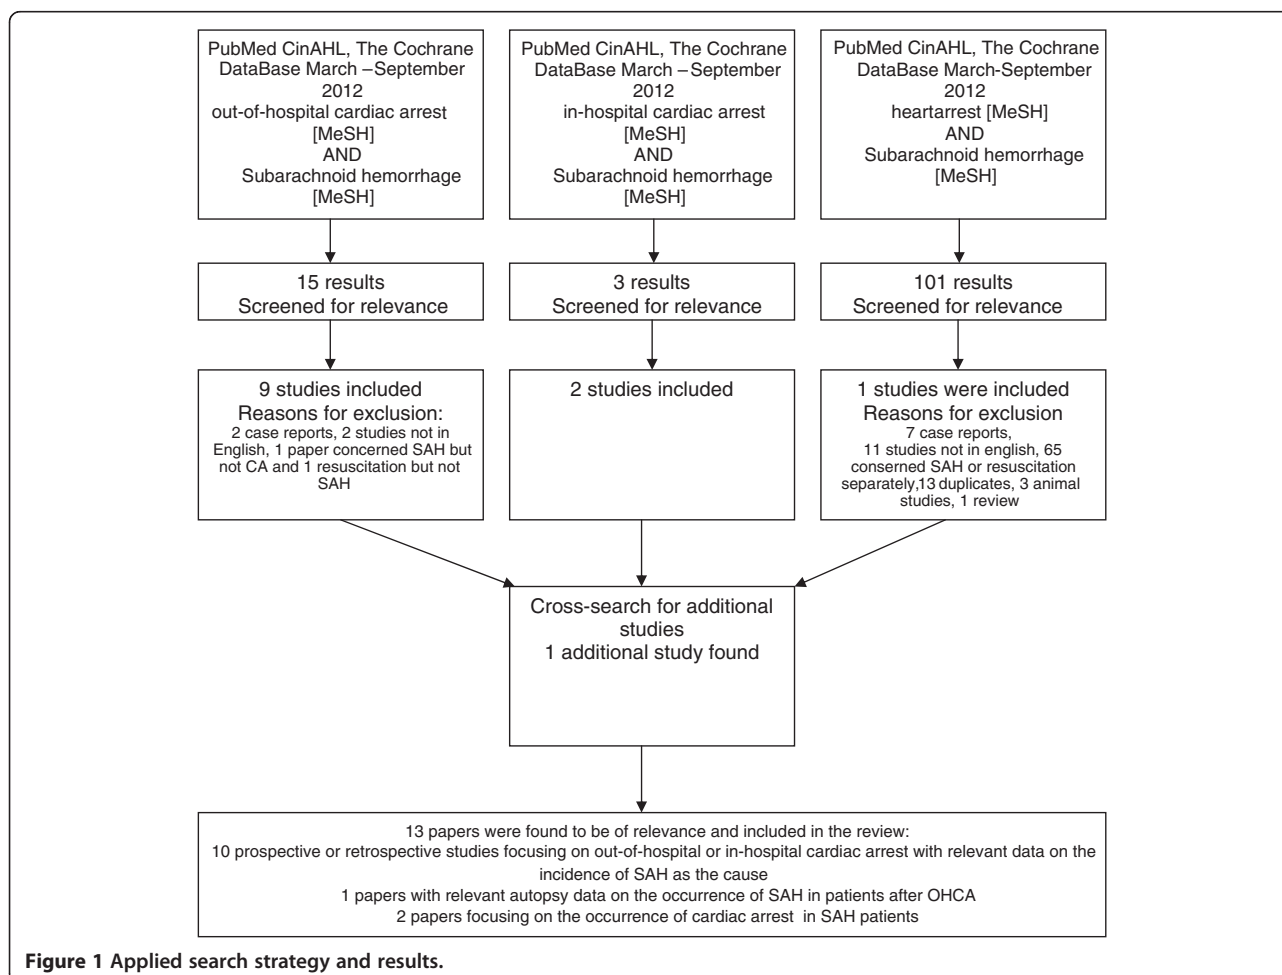 PubMed CinAHL, The Cochrane
DataBase March –September
2012
out-of-hospital cardiac arrest
[MeSH]
AND
Subarachnoid hemorrhage
[MeSH]
PubMed CinAHL, The Cochrane
DataBase March –September
2012
in-hospital cardiac arrest
[MeSH]
AND
Subarachnoid hemorrhage
[MeSH]
PubMed CinAHL, The Cochrane
DataBase March-September
2012
heartarrest [MeSH]
AND
Subarachnoid hemorrhage
[MeSH]
15 results
Screened for relevance
3 results
Screened for relevance
101 results
Screened for relevance
9 studies included
Reasons for exclusion:
2 case reports, 2 studies not in
English, 1 paper concerned SAH but
not CA and 1 resuscitation but not
SAH
2 studies included
1 studies were included
Reasons for exclusion
7 case reports,
11 studies not in english, 65
conserned SAH or resuscitation
separately,13 duplicates, 3 animal
studies, 1 review
Cross-search for additional
studies
1 additional study found
13 papers were found to be of relevance and included in the review:
10 prospective or retrospective studies focusing on out-of-hospital or in-hospital cardiac arrest with relevant data on the
incidence of SAH as the cause
1 papers with relevant autopsy data on the occurrence of SAH in patients after OHCA
2 papers focusing on the occurrence of cardiac arrest in SAH patients
Figure 1 Applied search strategy and results.